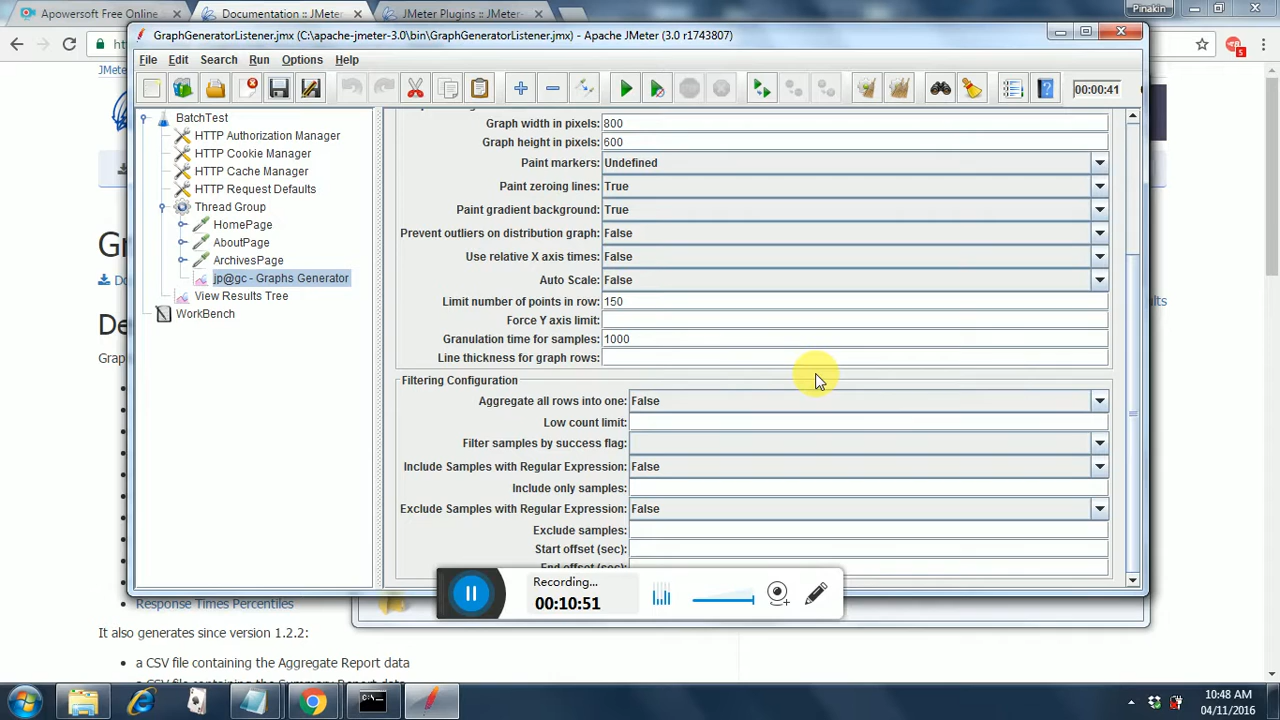 Apowersoft Free Online
Documentation :: JMeter
JMeter Plugins :: JMeter-
Pinakin
GraphGeneratorListener.jmx (C:\apache-jmeter-3.0\bin\GraphGeneratorListener.jmx) - Apache JMeter (3.0 r1743807)
File Edit Search Run Options Help
00:00:41
BatchTest
HTTP Authorization Manager
HTTP Cookie Manager
HTTP Cache Manager
HTTP Request Defaults
Thread Group
HomePage
AboutPage
ArchivesPage
jp@gc - Graphs Generator
View Results Tree
WorkBench
Graph width in pixels: 800
Graph height in pixels: 600
Paint markers: Undefined
Paint zeroing lines: True
Paint gradient background: True
Prevent outliers on distribution graph: False
Use relative X axis times: False
Auto Scale: False
Limit number of points in row: 150
Force Y axis limit:
Granulation time for samples: 1000
Line thickness for graph rows:
Filtering Configuration
Aggregate all rows into one: False
Low count limit:
Filter samples by success flag:
Include Samples with Regular Expression: False
Include only samples:
Exclude Samples with Regular Expression: False
Exclude samples:
Start offset (sec):
End offset (sec):
Recording...
00:10:51
Response Times Percentiles
It also generates since version 1.2.2:
a CSV file containing the Aggregate Report data
10:48 AM
04/11/2016
5